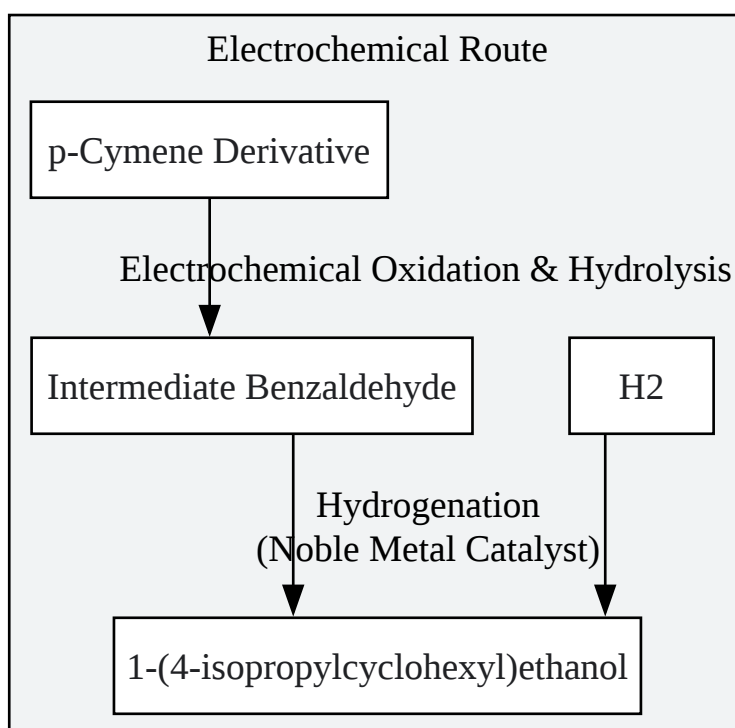 Electrochemical Route
p-Cymene Derivative
Electrochemical Oxidation & Hydrolysis
Intermediate Benzaldehyde
H2
Hydrogenation
(Noble Metal Catalyst)
1-(4-isopropylcyclohexyl)ethanol